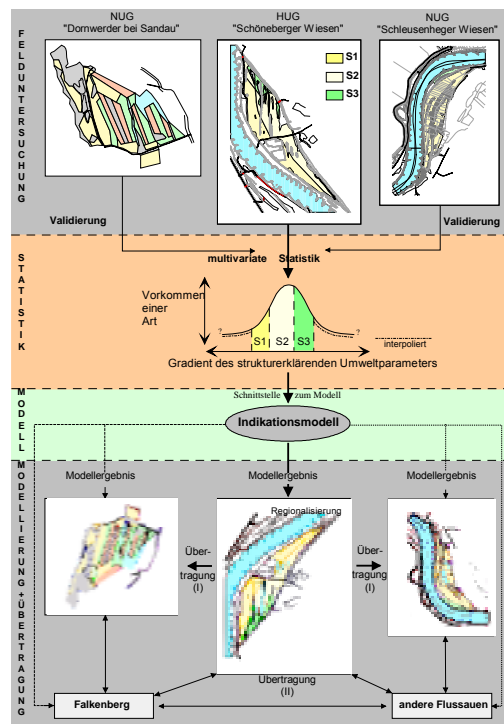 NUG
"Dornwerder bei Sandau"
HUG
"Schöneberger Wiesen"
NUG
"Schleusenheger Wiesen"
FELDUNTERSUCHUNG
S1
S2
S3
Validierung
Validierung
STATISTIK
multivariate Statistik
Vorkommen
einer
Art
?
?
S1 S2 S3
interpoliert
Gradient des strukturerklärenden Umweltparameters
MODELL
Schnittstelle zum Modell
Indikationsmodell
MODELLIERUNG + ÜBERTRAGUNG
Modellergebnis
Modellergebnis
Modellergebnis
Regionalisierung
Über-
tragung
(I)
Über-
tragung
(I)
Übertragung
(II)
Falkenberg
andere Flussauen